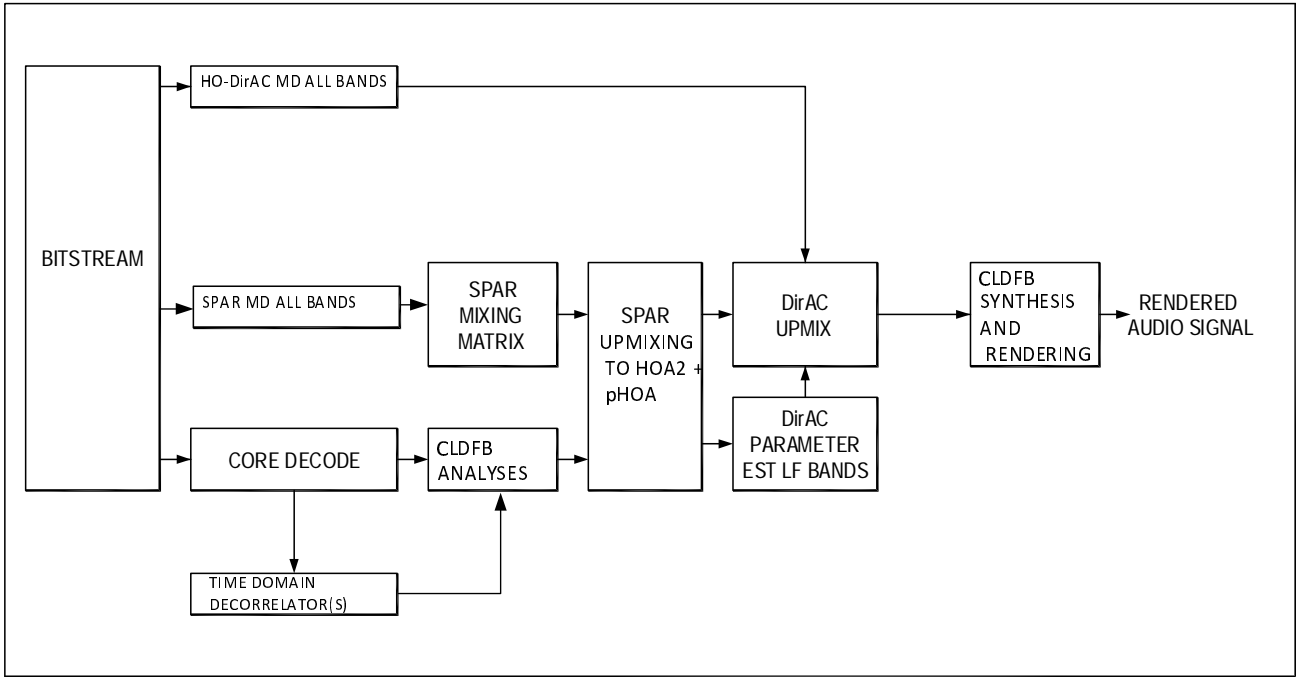 HO-DirAC MD ALL BANDS
BITSTREAM
SPAR MD ALL BANDS
SPAR
MIXING
MATRIX
SPAR
UPMIXING
TO HOA2 +
pHOA
DirAC
UPMIX
CLDFB
SYNTHESIS
AND
RENDERING
RENDERED
AUDIO SIGNAL
CORE DECODE
CLDFB
ANALYSES
DirAC
PARAMETER
EST LF BANDS
TIME DOMAIN
DECORRELATOR(S)